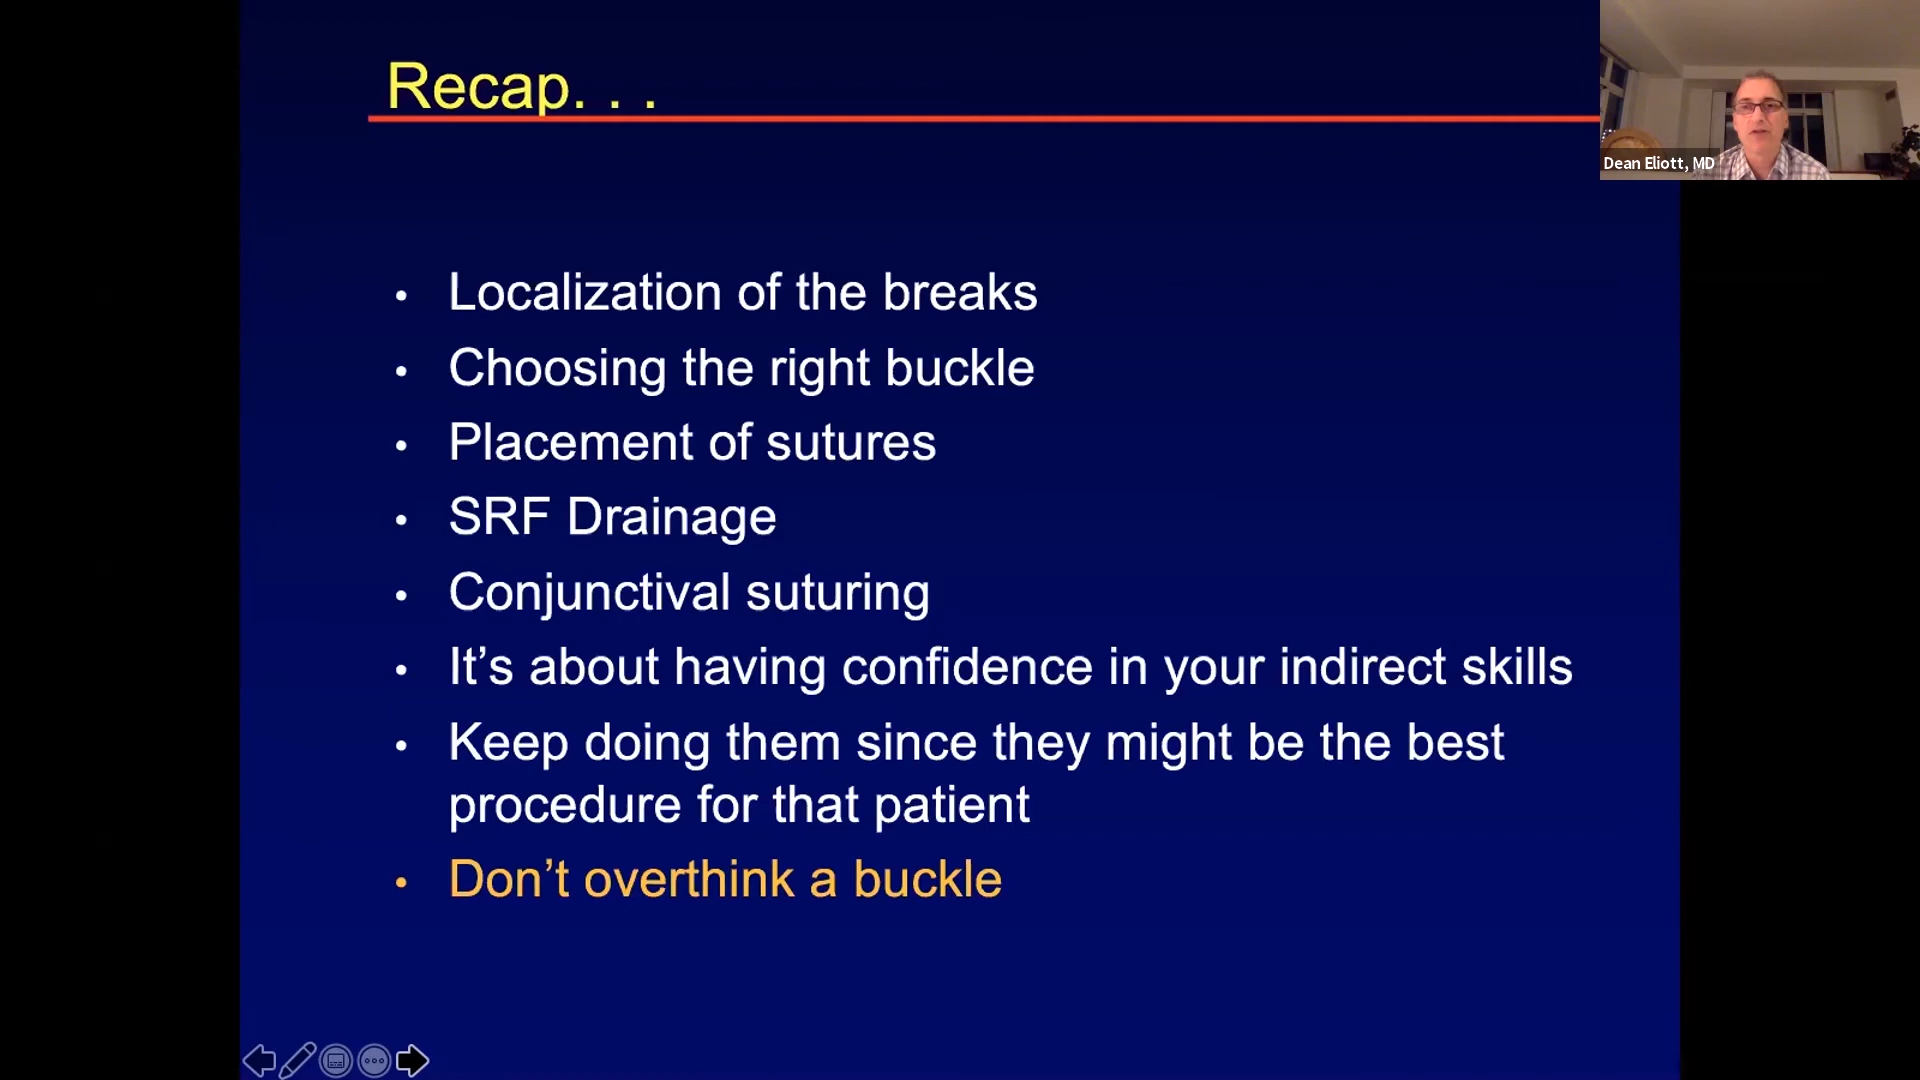 Recap. . .
Dean Eliott, MD
• Localization of the breaks
• Choosing the right buckle
• Placement of sutures
• SRF Drainage
• Conjunctival suturing
• It’s about having confidence in your indirect skills
• Keep doing them since they might be the best
procedure for that patient
• Don’t overthink a buckle